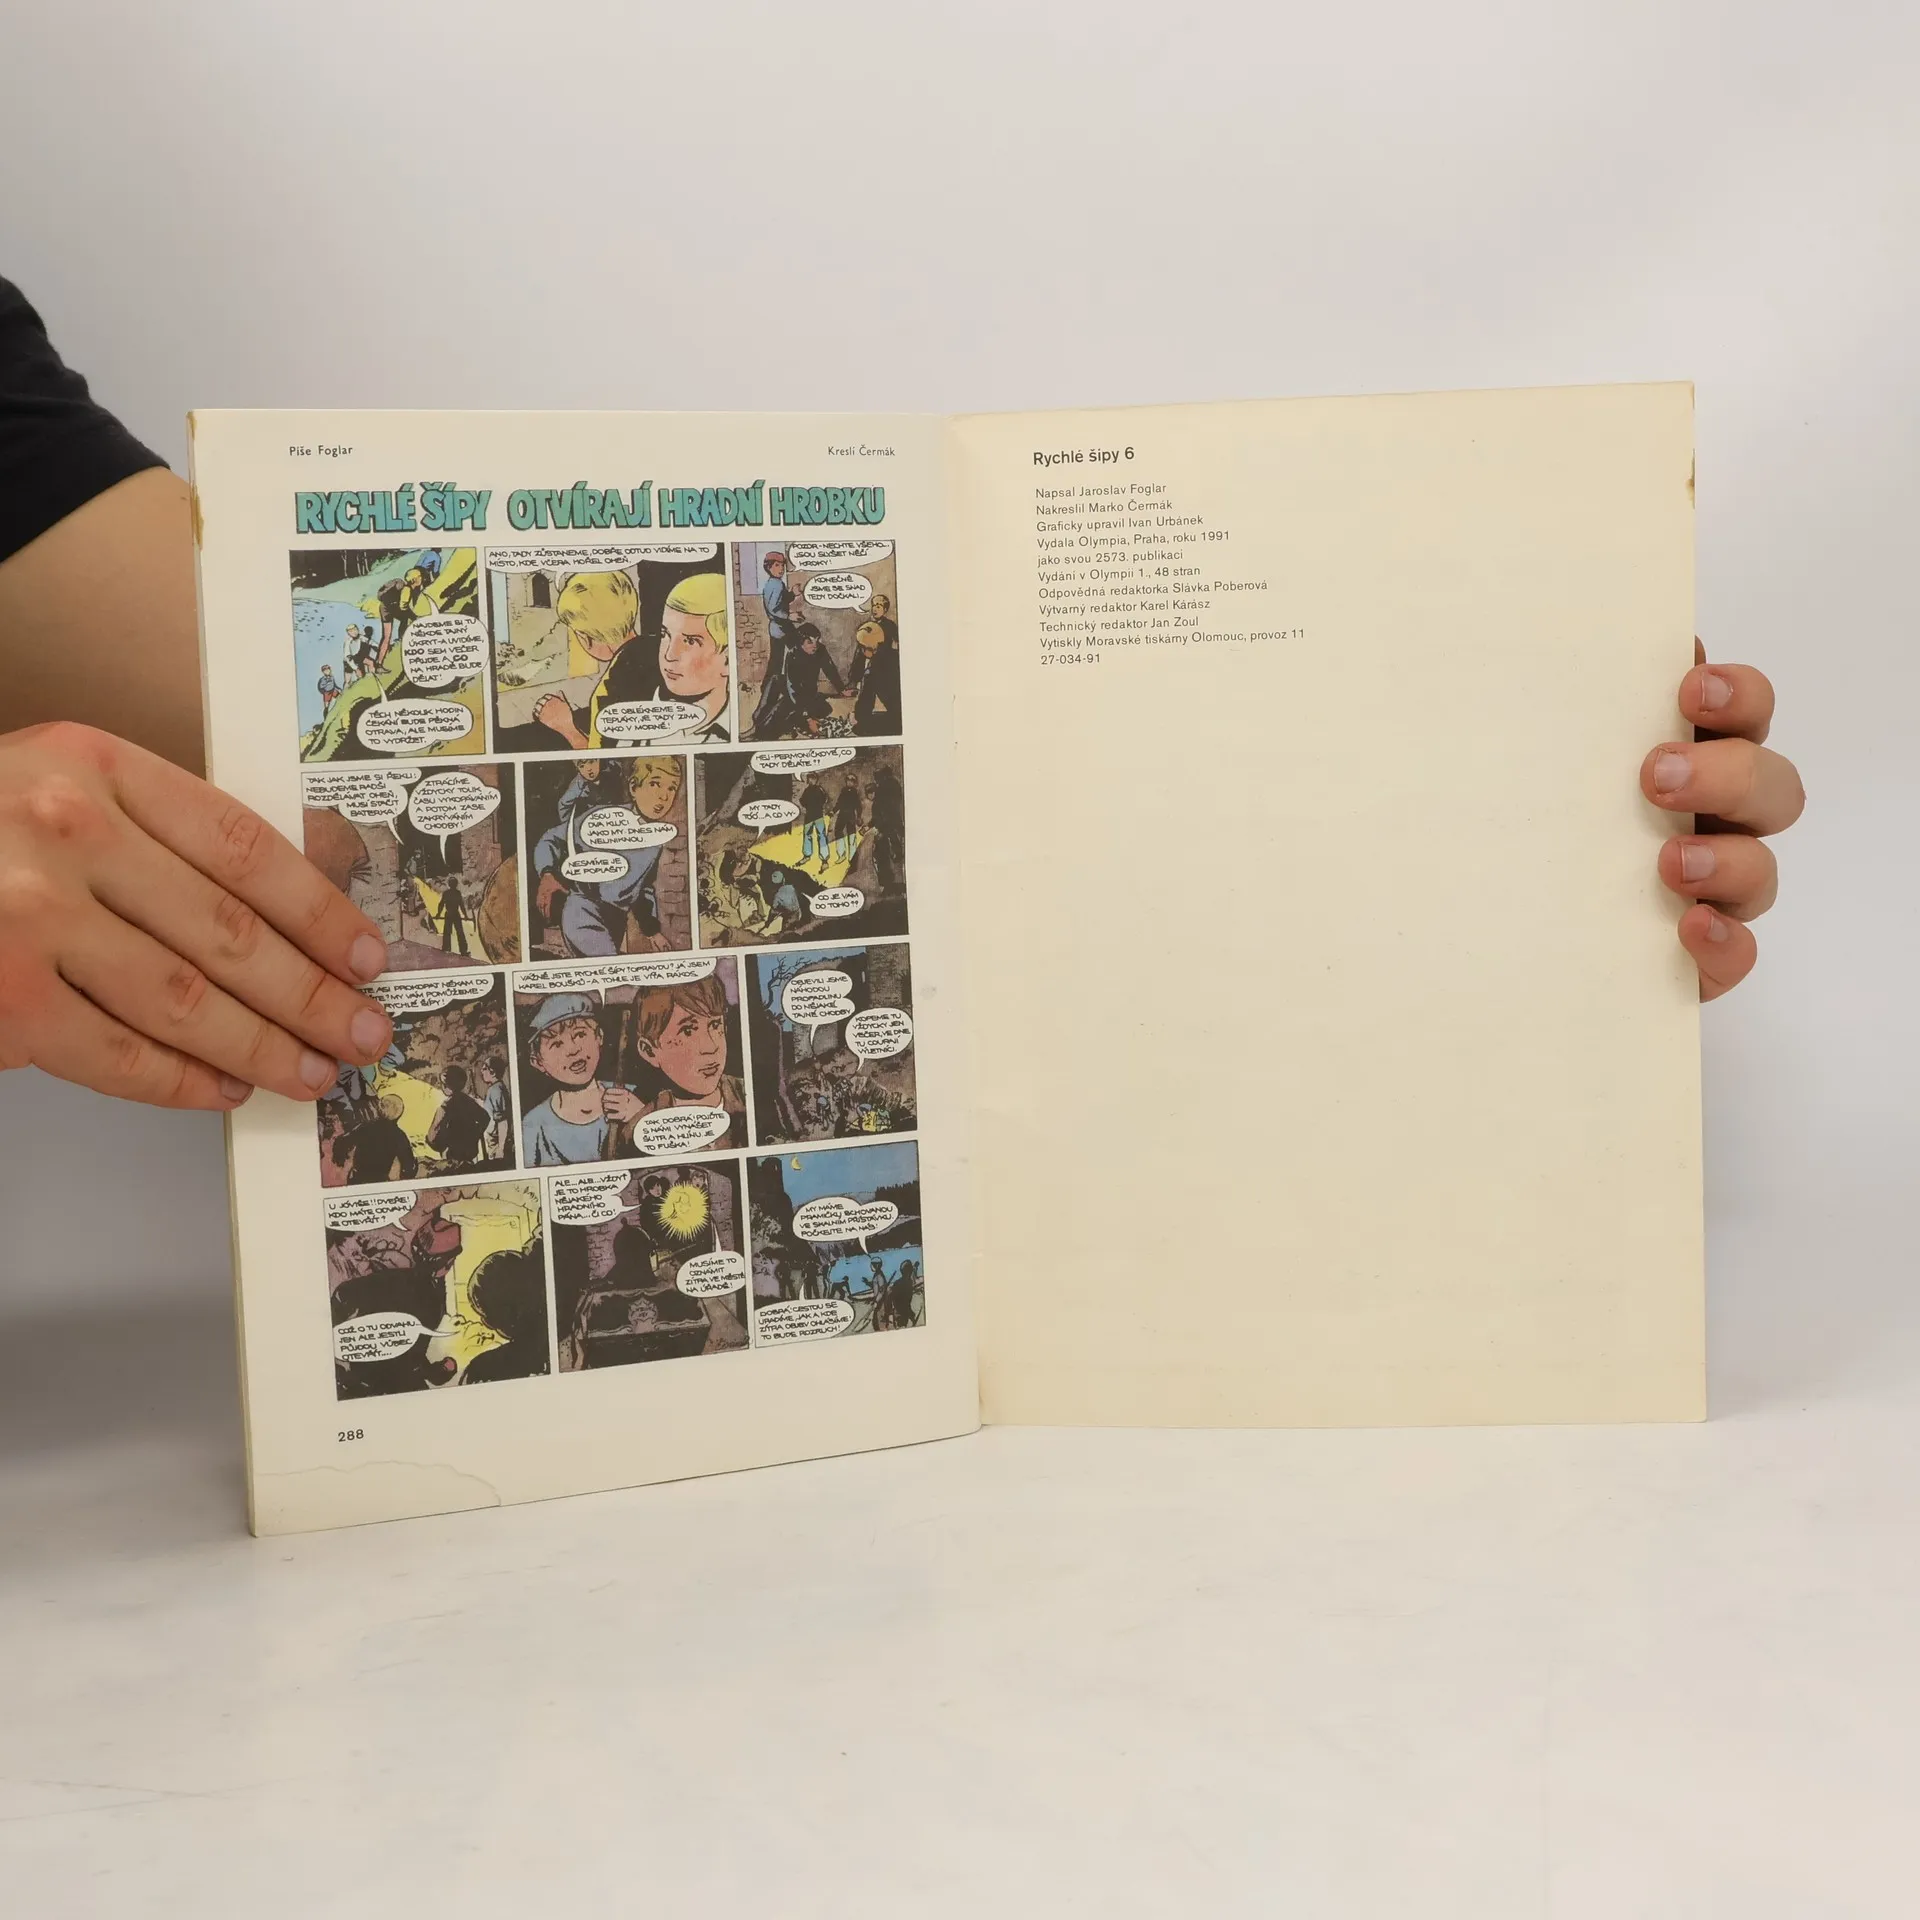 Píše Foglar
Kreslí Čermák
RYCHLÉ ŠÍPY OTVÍRAJÍ HRADNÍ HROBKU
NAJDEME SI TU
NĚKDE TAJNÝ
ÚKRYT-A UVIDÍME,
KDO SEM VEČER
PŘIJDE A CO
NA HRADĚ BUDE
DĚLAT!
TĚCH NĚKOLIK HODIN
ČEKÁNÍ BUDE PĚKNÁ
OTRAVA, ALE MUSÍME
TO VYDRŽET.
ANO, TADY ZŮSTANEME, DOBŘE ODTUD VIDÍME NA TO
MÍSTO, KDE VČERA HOŘEL OHEŇ.
ALE OBLÉKNEME SI
TEPLÁKY, JE TADY ZIMA
JAKO V MORNĚ!
POZOR-NECHTE VŠEHO...
JSOU SLYŠET NĚČÍ
KROKY!
KONEČNĚ
JSME SE SNAD
TEDY DOČKALI...
TAK JAK JSME SI ŘEKLI:
NEBUDEME RADŠI
ROZDĚLÁVAT OHEŇ,
MUSÍ STAČIT
BATERKA!
ZTRÁCÍME
VŽDYCKY TOLIK
ČASU VYKOPÁVÁNÍM
A POTOM ZASE
ZAKRÝVÁNÍM
CHODBY!
JSOU TO
DVA KLUCI
JAKO MY. DNES NÁM
NEUNIKNOU.
NESMÍME JE
ALE POPLAŠIT!
HEJ-PERMONÍČKOVÉ, CO
TADY DĚLÁTE??
MY TADY
TÓÓ...A CO VY-
CO JE VÁM
DO TOHO??
ASI PROKOPAT NĚKAM DO
MY VÁM POMŮŽEME-
RYCHLÉ ŠÍPY!
VÁŽNĚ JSTE RYCHLÉ ŠÍPY? OPRAVDU? JÁ JSEM
KAREL BOUŠKŮ-A TOHLE JE VÍŤA RÁKOS.
TAK DOBRÁ! POJĎTE
S NÁMI VYNÁŠET
ŠUTR A HLÍNU. JE
TO FUŠKA!
OBJEVILI JSME
NÁHODOU
PROPADLINU
DO NĚJAKÉ
TAJNÉ CHODBY
KOPEME TU
VŽDYCKY JEN
VEČER, VE DNE
TU COURAJÍ
VÝLETNÍCI.
U JÓVIŠE!! DVEŘE!
KDO MÁTE ODVAHU
JE OTEVŘÍT?
COŽ O TU ODVAHU...
JEN ALE JESTLI
PŮJDOU VŮBEC
OTEVŘÍT....
ALE...ALE...VŽDYŤ
JE TO HROBKA
NĚJAKÉHO
HRADNÍHO
PÁNA...ČI CO!
MUSÍME TO
OZNÁMIT
ZÍTRA VE MĚSTĚ
NA ÚŘADĚ!
MY MÁME
PRAMIČKU SCHOVANOU
VE SKALNÍM PŘÍSTÁVKU.
POČKEJTE NA NÁS!
DOBRÁ! CESTOU SE
URADÍME, JAK A KDE
ZÍTRA OBJEV OHLÁSÍME!
TO BUDE ROZRUCH!
288
Rychlé šípy 6
Napsal Jaroslav Foglar
Nakreslil Marko Čermák
Graficky upravil Ivan Urbánek
Vydala Olympia, Praha, roku 1991
jako svou 2573. publikaci
Vydání v Olympii 1., 48 stran
Odpovědná redaktorka Slávka Poberová
Výtvarný redaktor Karel Kárász
Technický redaktor Jan Zoul
Vytiskly Moravské tiskárny Olomouc, provoz 11
27-034-91